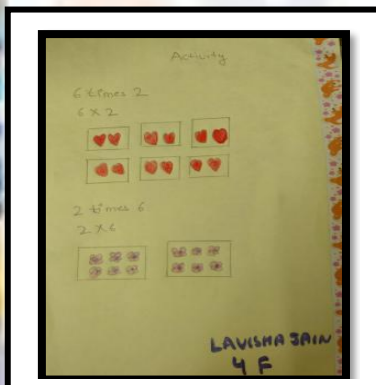 Activity
6 times 2
6 x 2
2 times 6
2 x 6
LAVISHA JAIN
4 F